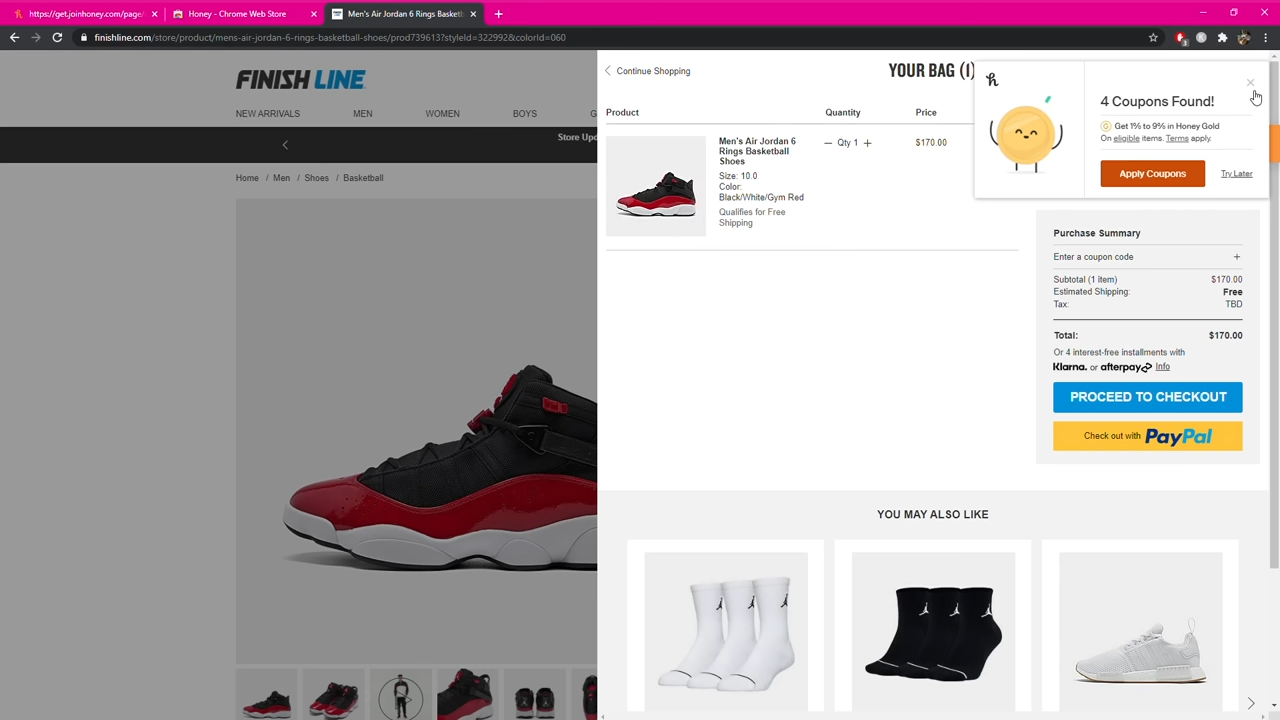 https://get.joinhoney.com/page/
Honey - Chrome Web Store
Men's Air Jordan 6 Rings Basketb
finishline.com/store/product/mens-air-jordan-6-rings-basketball-shoes/prod739613?styleId=322992&colorId=060
FINISH LINE
NEW ARRIVALS
MEN
WOMEN
BOYS
G
Store Upd
Home / Men / Shoes / Basketball
Continue Shopping
YOUR BAG (1)
Product
Quantity
Price
Men's Air Jordan 6
Rings Basketball
Shoes
Size: 10.0
Color:
Black/White/Gym Red
Qualifies for Free
Shipping
— Qty 1 +
$170.00
h
4 Coupons Found!
G Get 1% to 9% in Honey Gold
On eligible items. Terms apply.
Apply Coupons
Try Later
Purchase Summary
Enter a coupon code +
Subtotal (1 item) $170.00
Estimated Shipping: Free
Tax: TBD
Total: $170.00
Or 4 interest-free installments with
Klarna. or afterpay Info
PROCEED TO CHECKOUT
Check out with PayPal
YOU MAY ALSO LIKE